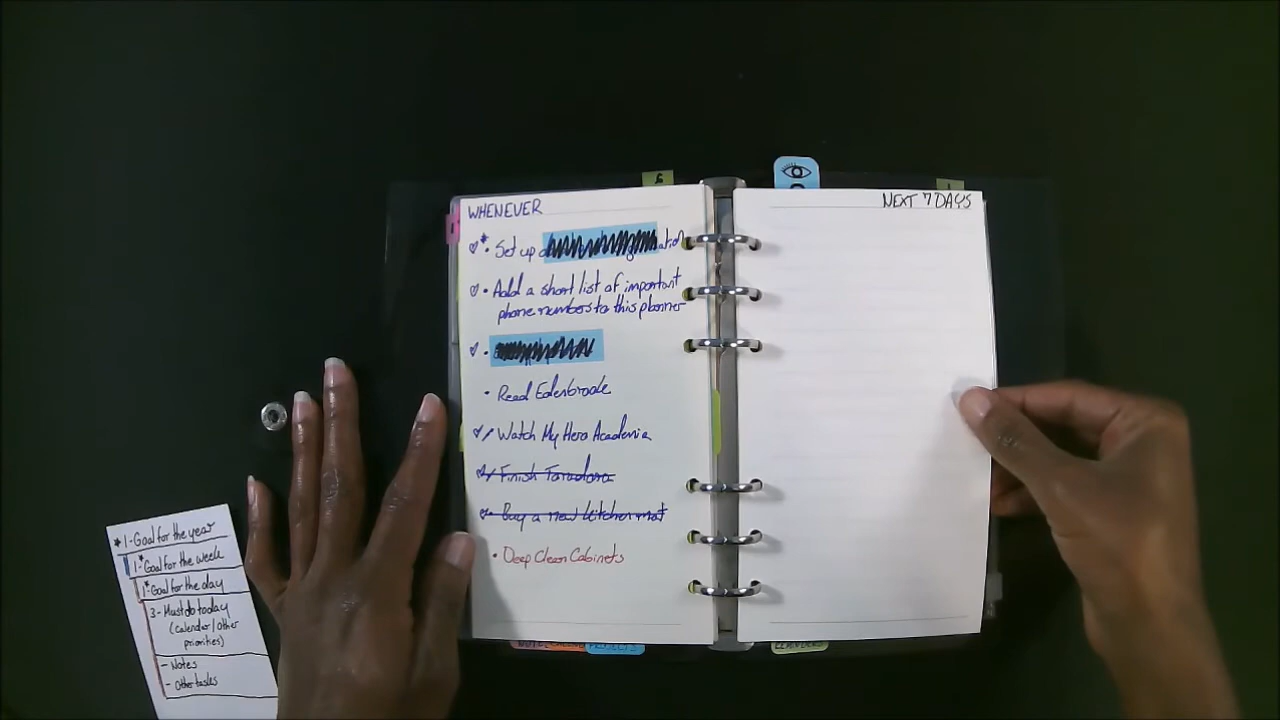 WHENEVER
• Set up
• Add a short list of important
phone numbers to this planner
• Read Edenbrooke
Watch My Hero Academia
Finish Toradora
Buy a new kitchen mat
• Deep Clean Cabinets
NEXT 7 DAYS
* 1 - Goal for the year
1* Goal for the week
1* Goal for the day
3 - Must do today
(calendar/other
priorities)
- Notes
- Other tasks
PROJECTS